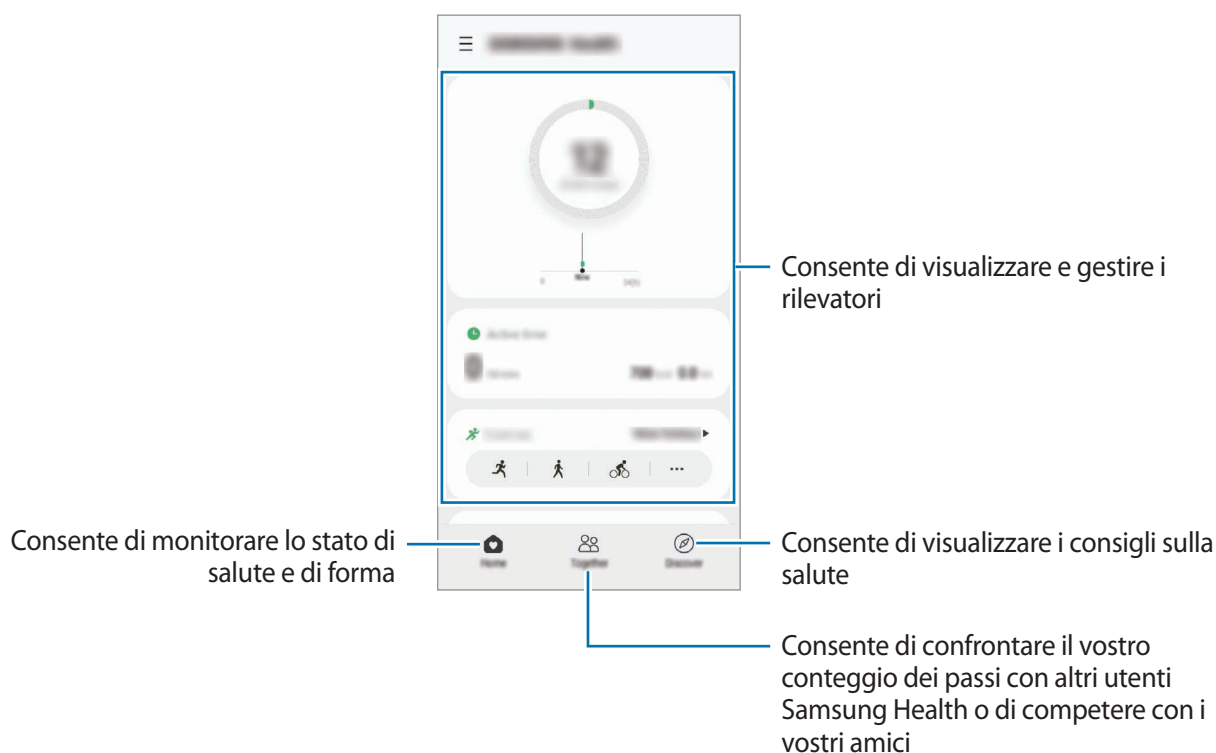 Consente di visualizzare e gestire i
rilevatori
Consente di monitorare lo stato di
salute e di forma
Consente di visualizzare i consigli sulla
salute
Consente di confrontare il vostro
conteggio dei passi con altri utenti
Samsung Health o di competere con i
vostri amici